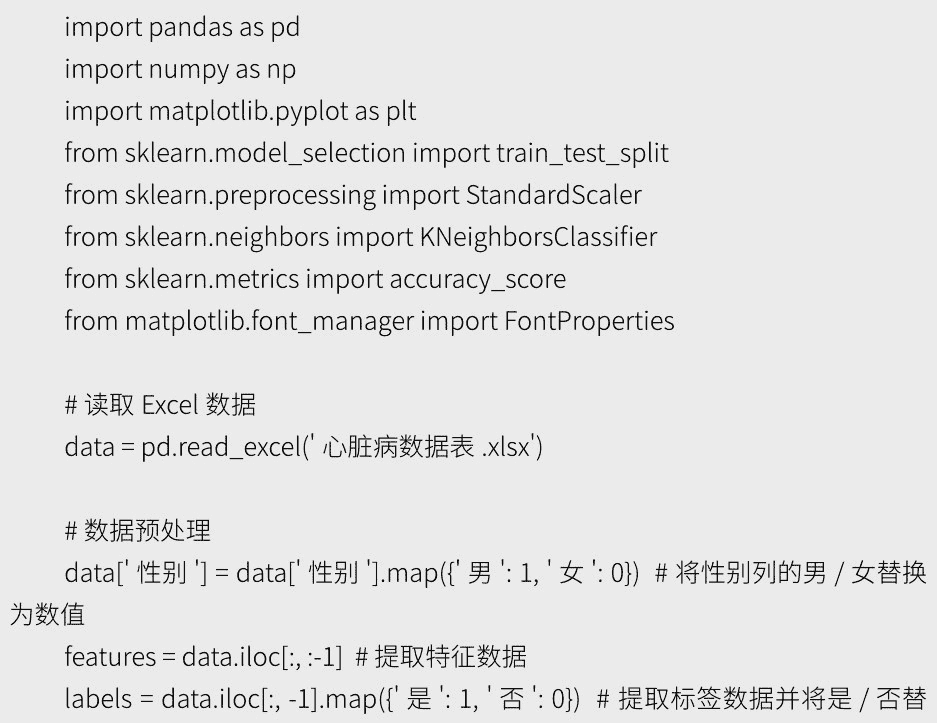 import pandas as pd
import numpy as np
import matplotlib.pyplot as plt
from sklearn.model_selection import train_test_split
from sklearn.preprocessing import StandardScaler
from sklearn.neighbors import KNeighborsClassifier
from sklearn.metrics import accuracy_score
from matplotlib.font_manager import FontProperties
# 读取 Excel 数据
data = pd.read_excel(' 心脏病数据表 .xlsx')
# 数据预处理
data[' 性别 '] = data[' 性别 '].map({' 男 ': 1, ' 女 ': 0})  # 将性别列的男 / 女替换
为数值
features = data.iloc[:, :-1]  # 提取特征数据
labels = data.iloc[:, -1].map({' 是 ': 1, ' 否 ': 0})  # 提取标签数据并将是 / 否替